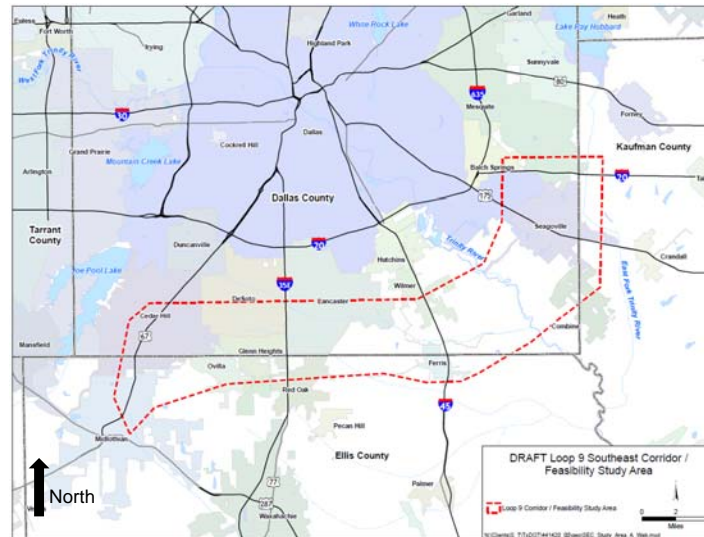 Euless
Irving
Fort Worth
West Fork Trinity River
White Rock Lake
Highland Park
Garland
Heath
Lake Ray Hubbard
Sunnyvale
80
635
Mesquite
30
Dallas
Forney
Cockrell Hill
Kaufman County
Grand Prairie
Mountain Creek Lake
Arlington
Balch Springs
20
Dallas County
175
Tarrant County
Seagoville
Duncanville
20
Trinity River
Crandall
Hutchins
Joe Pool Lake
35E
Wilmer
East Fork Trinity River
DeSoto
Lancaster
Cedar Hill
67
Combine
Mansfield
Glenn Heights
Ovilla
Ferris
Red Oak
45
Midlothian
Pecan Hill
Ellis County
North
77
287
Palmer
Waxahachie
DRAFT Loop 9 Southeast Corridor /
Feasibility Study Area
Loop 9 Corridor / Feasibility Study Area
0 2
Miles